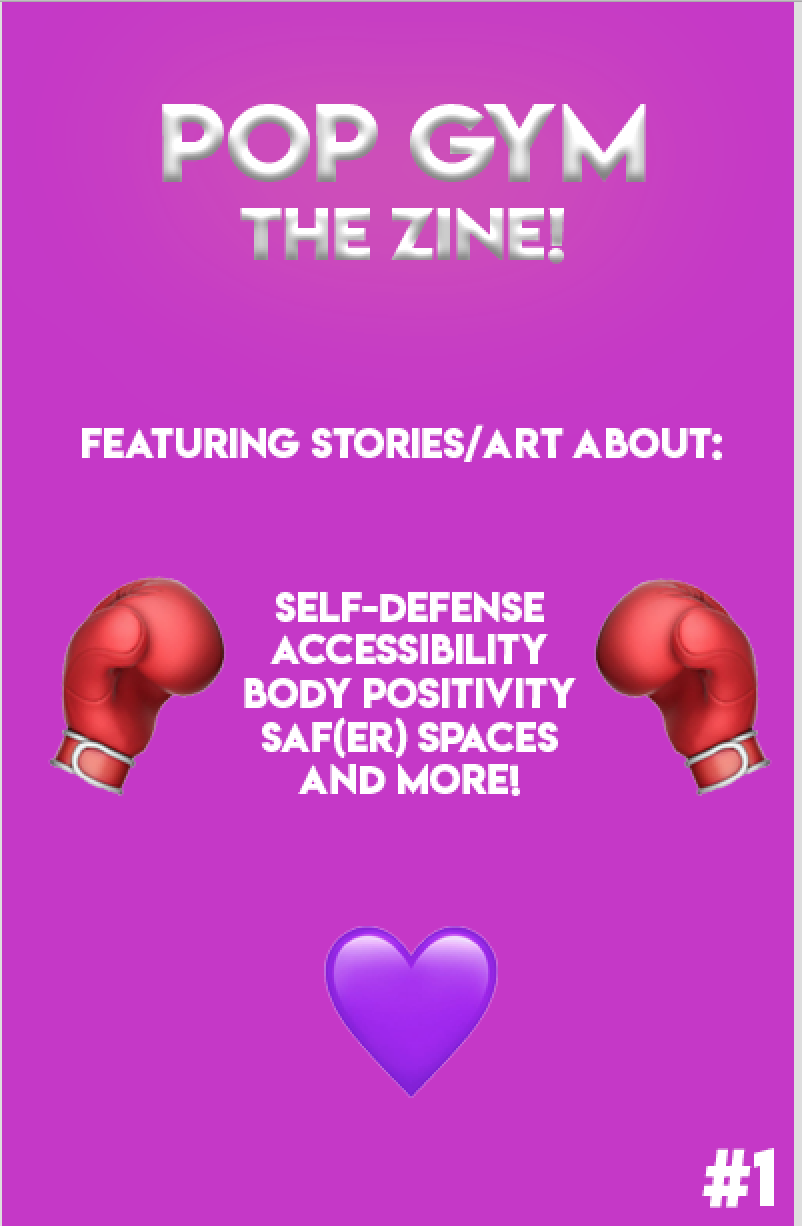 POP GYM
THE ZINE!
FEATURING STORIES/ART ABOUT:
SELF-DEFENSE
ACCESSIBILITY
BODY POSITIVITY
SAF(ER) SPACES
AND MORE!
#1